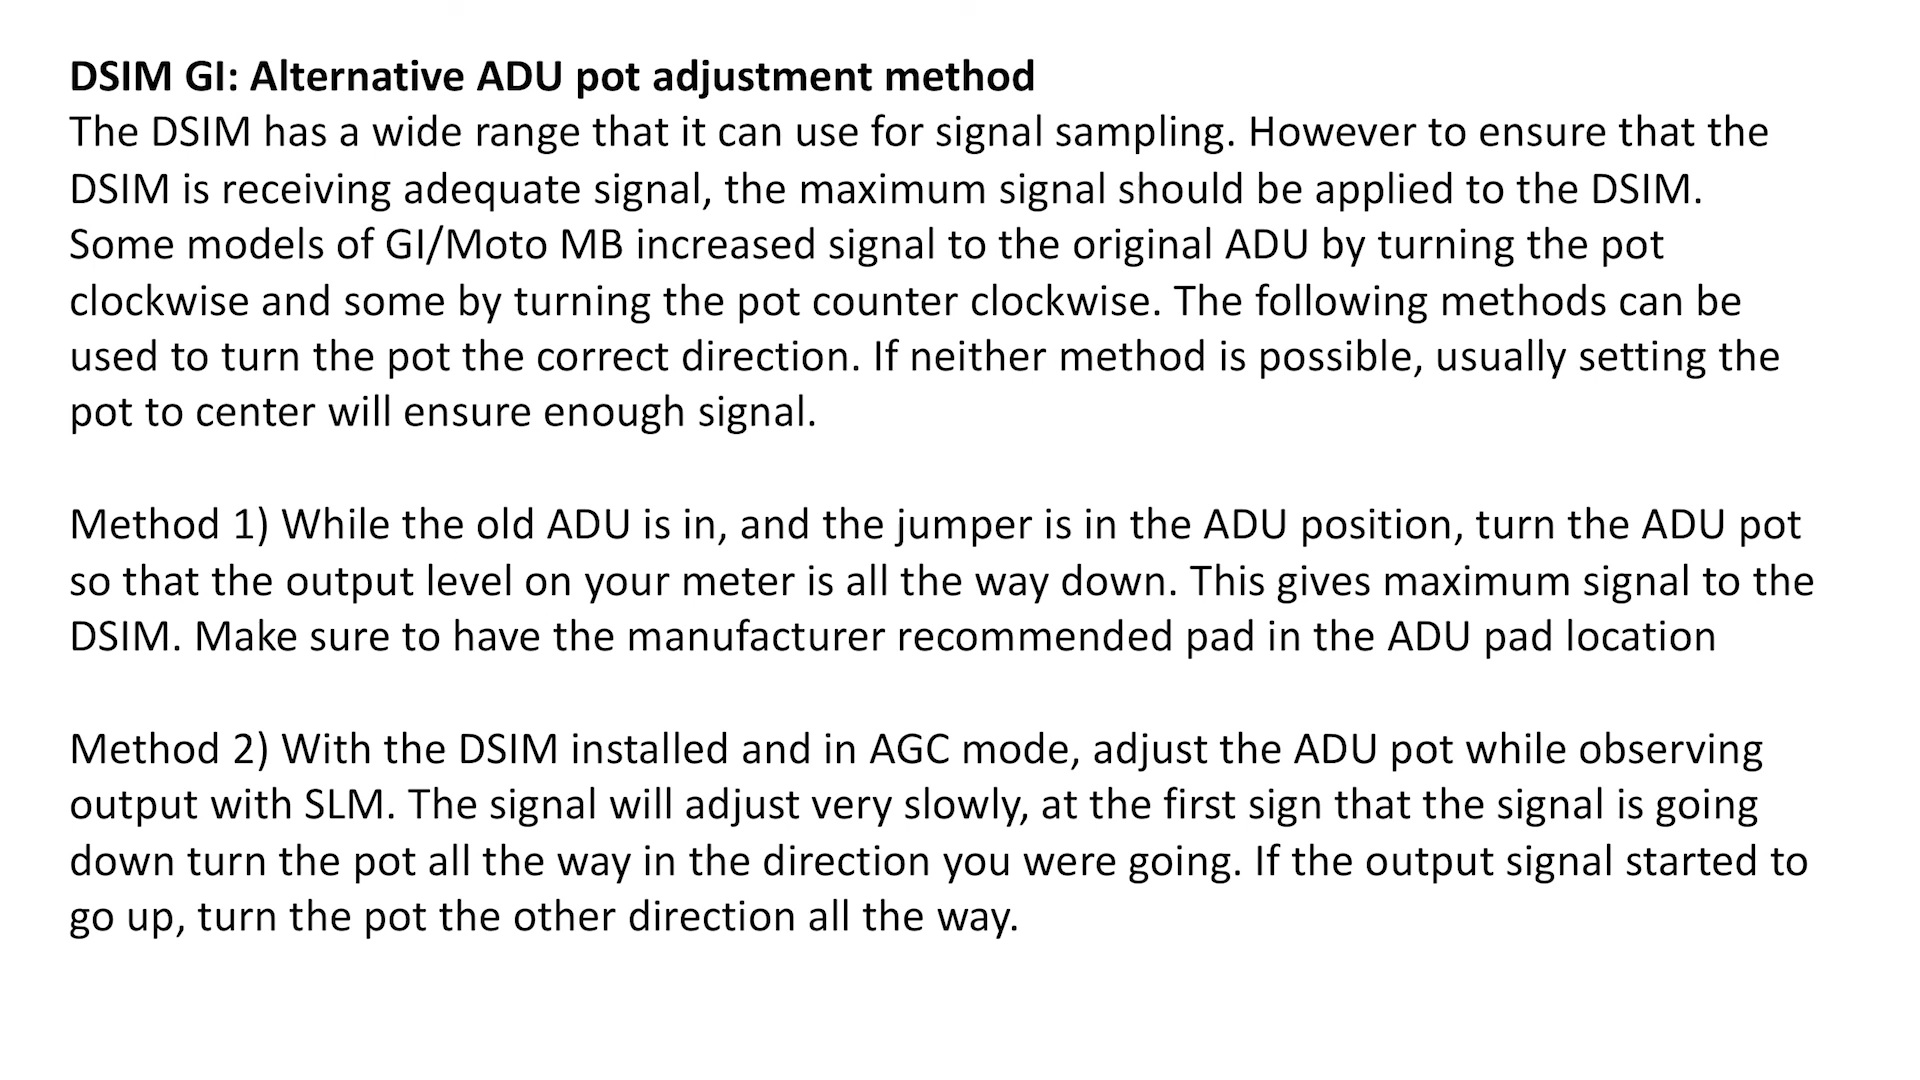 DSIM GI: Alternative ADU pot adjustment method
The DSIM has a wide range that it can use for signal sampling. However to ensure that the
DSIM is receiving adequate signal, the maximum signal should be applied to the DSIM.
Some models of GI/Moto MB increased signal to the original ADU by turning the pot
clockwise and some by turning the pot counter clockwise. The following methods can be
used to turn the pot the correct direction. If neither method is possible, usually setting the
pot to center will ensure enough signal.
Method 1) While the old ADU is in, and the jumper is in the ADU position, turn the ADU pot
so that the output level on your meter is all the way down. This gives maximum signal to the
DSIM. Make sure to have the manufacturer recommended pad in the ADU pad location
Method 2) With the DSIM installed and in AGC mode, adjust the ADU pot while observing
output with SLM. The signal will adjust very slowly, at the first sign that the signal is going
down turn the pot all the way in the direction you were going. If the output signal started to
go up, turn the pot the other direction all the way.